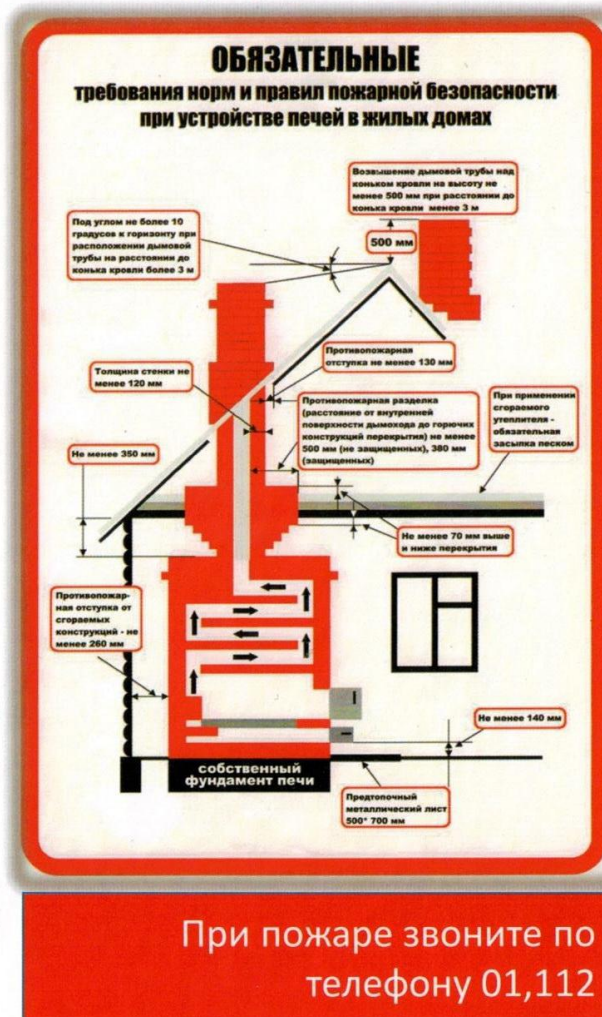 ОБЯЗАТЕЛЬНЫЕ
требования норм и правил пожарной безопасности
при устройстве печей в жилых домах
Возвышение дымовой трубы над
коньком кровли на высоту не
менее 500 мм при расстоянии до
конька кровли менее 3 м
Под углом не более 10
градусов к горизонту при
расположении дымовой
трубы на расстоянии до
конька кровли более 3 м
500 мм
Противопожарная
отступка не менее 130 мм
Толщина стенки не
менее 120 мм
Противопожарная разделка
(расстояние от внутренней
поверхности дымохода до горючих
конструкций перекрытия) не менее
500 мм (не защищенных), 380 мм
(защищенных)
При применении
сгораемого
утеплителя -
обязательная
засыпка песком
Не менее 350 мм
Не менее 70 мм выше
и ниже перекрытия
Противопожар-
ная отступка от
сгораемых
конструкций - не
менее 260 мм
Не менее 140 мм
собственный
фундамент печи
Предтопочный
металлический лист
500* 700 мм
При пожаре звоните по
телефону 01,112